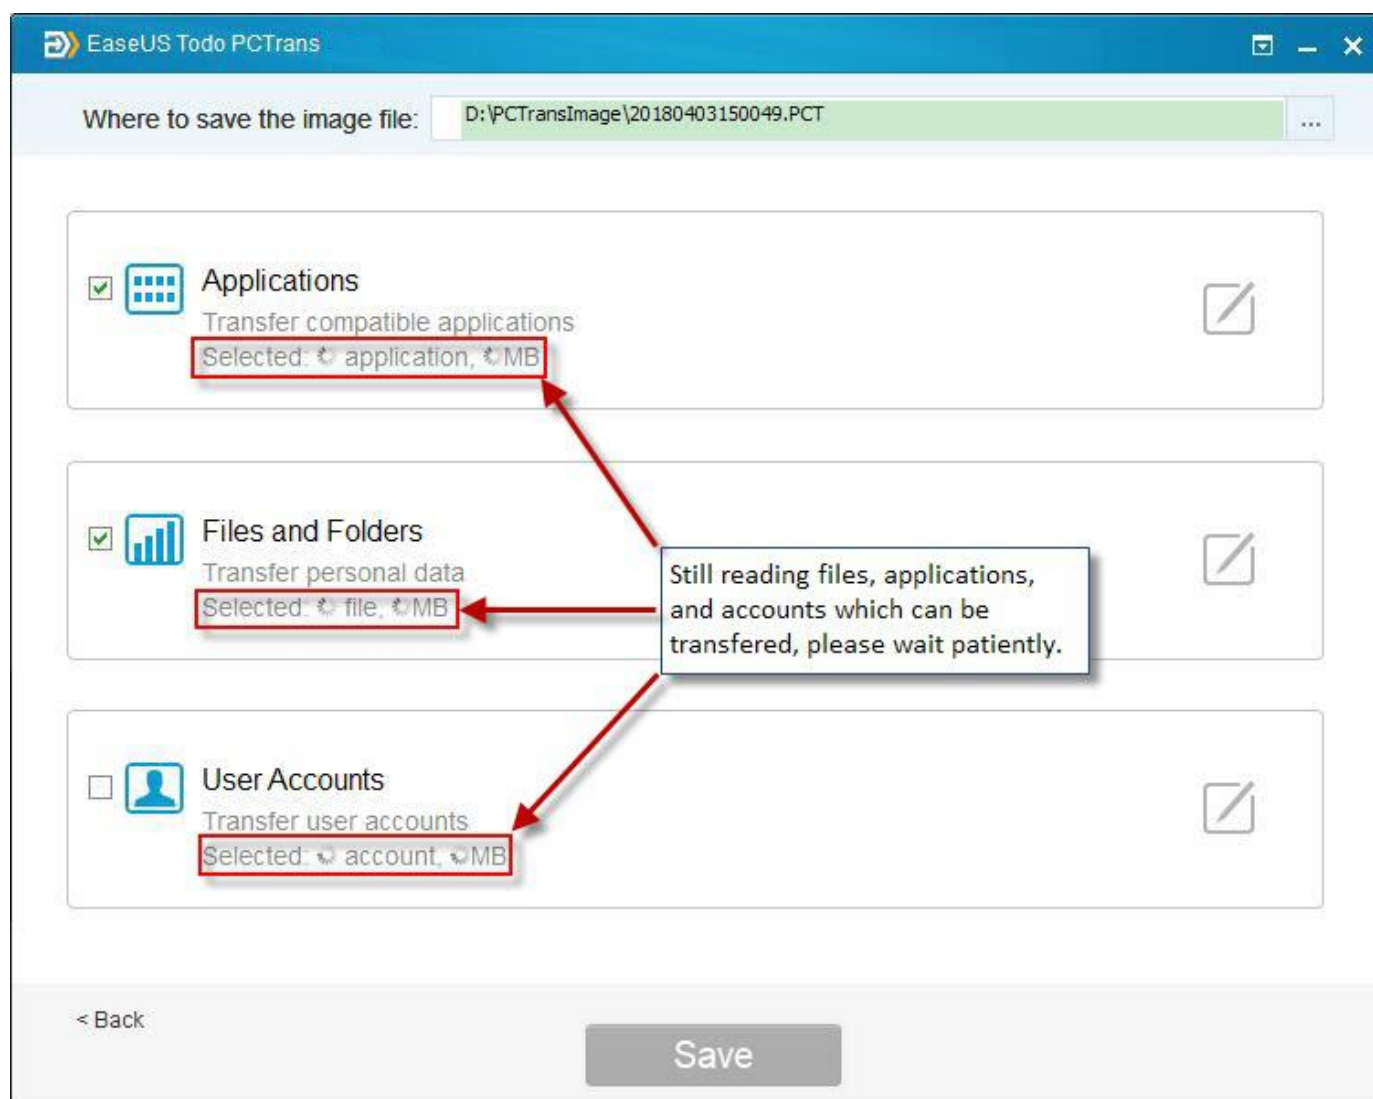 EaseUS Todo PCTrans
Where to save the image file: D:\PCTransImage\20180403150049.PCT ...
Applications
Transfer compatible applications
Selected: application, MB
Files and Folders
Transfer personal data
Selected: file, MB
Still reading files, applications,
and accounts which can be
transfered, please wait patiently.
User Accounts
Transfer user accounts
Selected: account, MB
< Back
Save